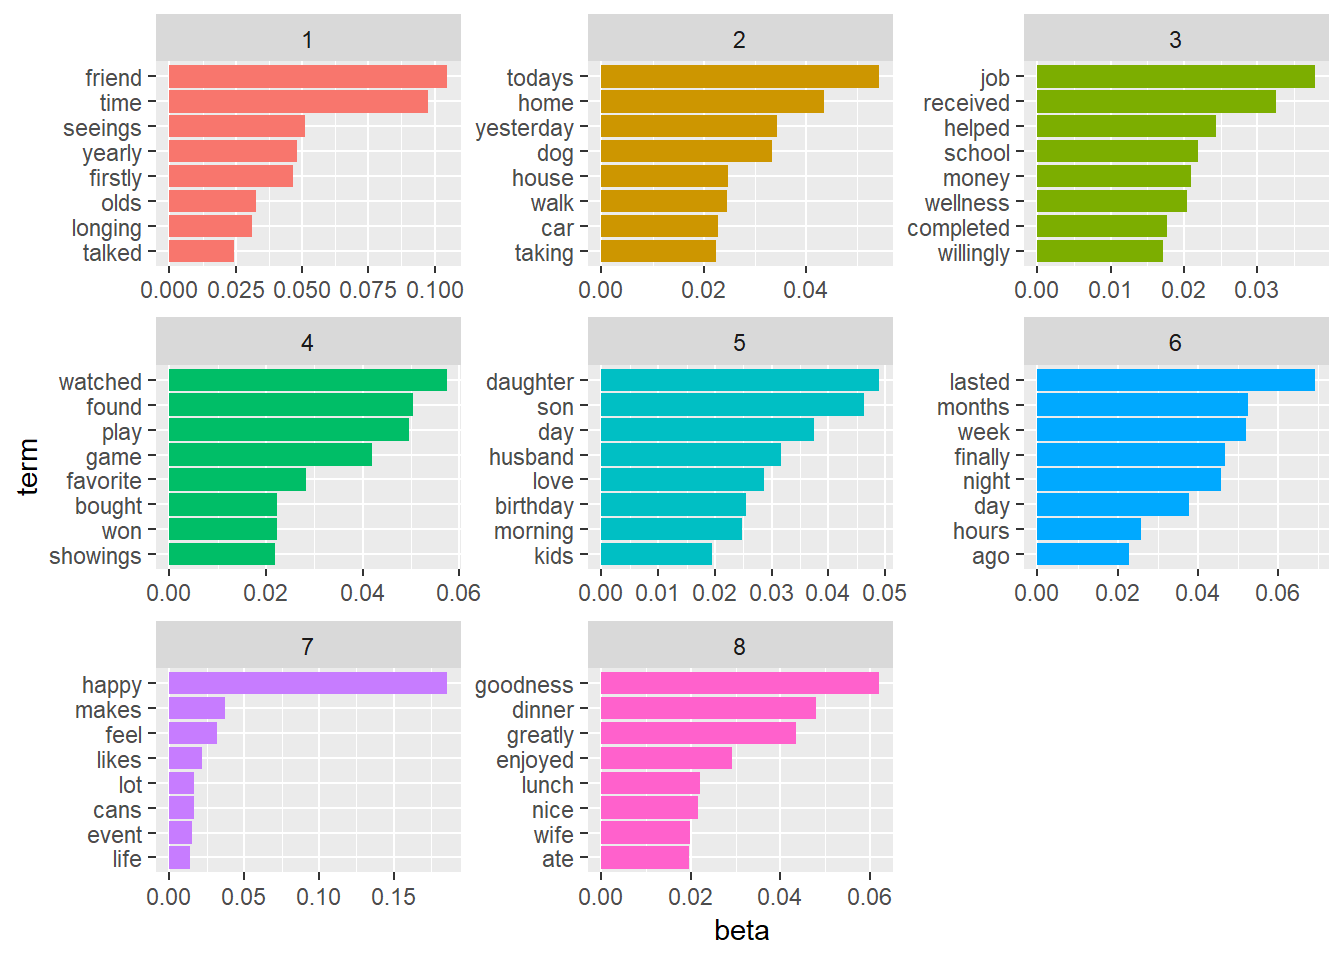 1
friend
time
seeings
yearly
firstly
olds
longing
talked
0.000 0.025 0.050 0.075 0.100
2
todays
home
yesterday
dog
house
walk
car
taking
0.00 0.02 0.04
3
job
received
helped
school
money
wellness
completed
willingly
0.00 0.01 0.02 0.03
term
4
watched
found
play
game
favorite
bought
won
showings
0.00 0.02 0.04 0.06
5
daughter
son
day
husband
love
birthday
morning
kids
0.00 0.01 0.02 0.03 0.04 0.05
6
lasted
months
week
finally
night
day
hours
ago
0.00 0.02 0.04 0.06
7
happy
makes
feel
likes
lot
cans
event
life
0.00 0.05 0.10 0.15
8
goodness
dinner
greatly
enjoyed
lunch
nice
wife
ate
0.00 0.02 0.04 0.06
beta